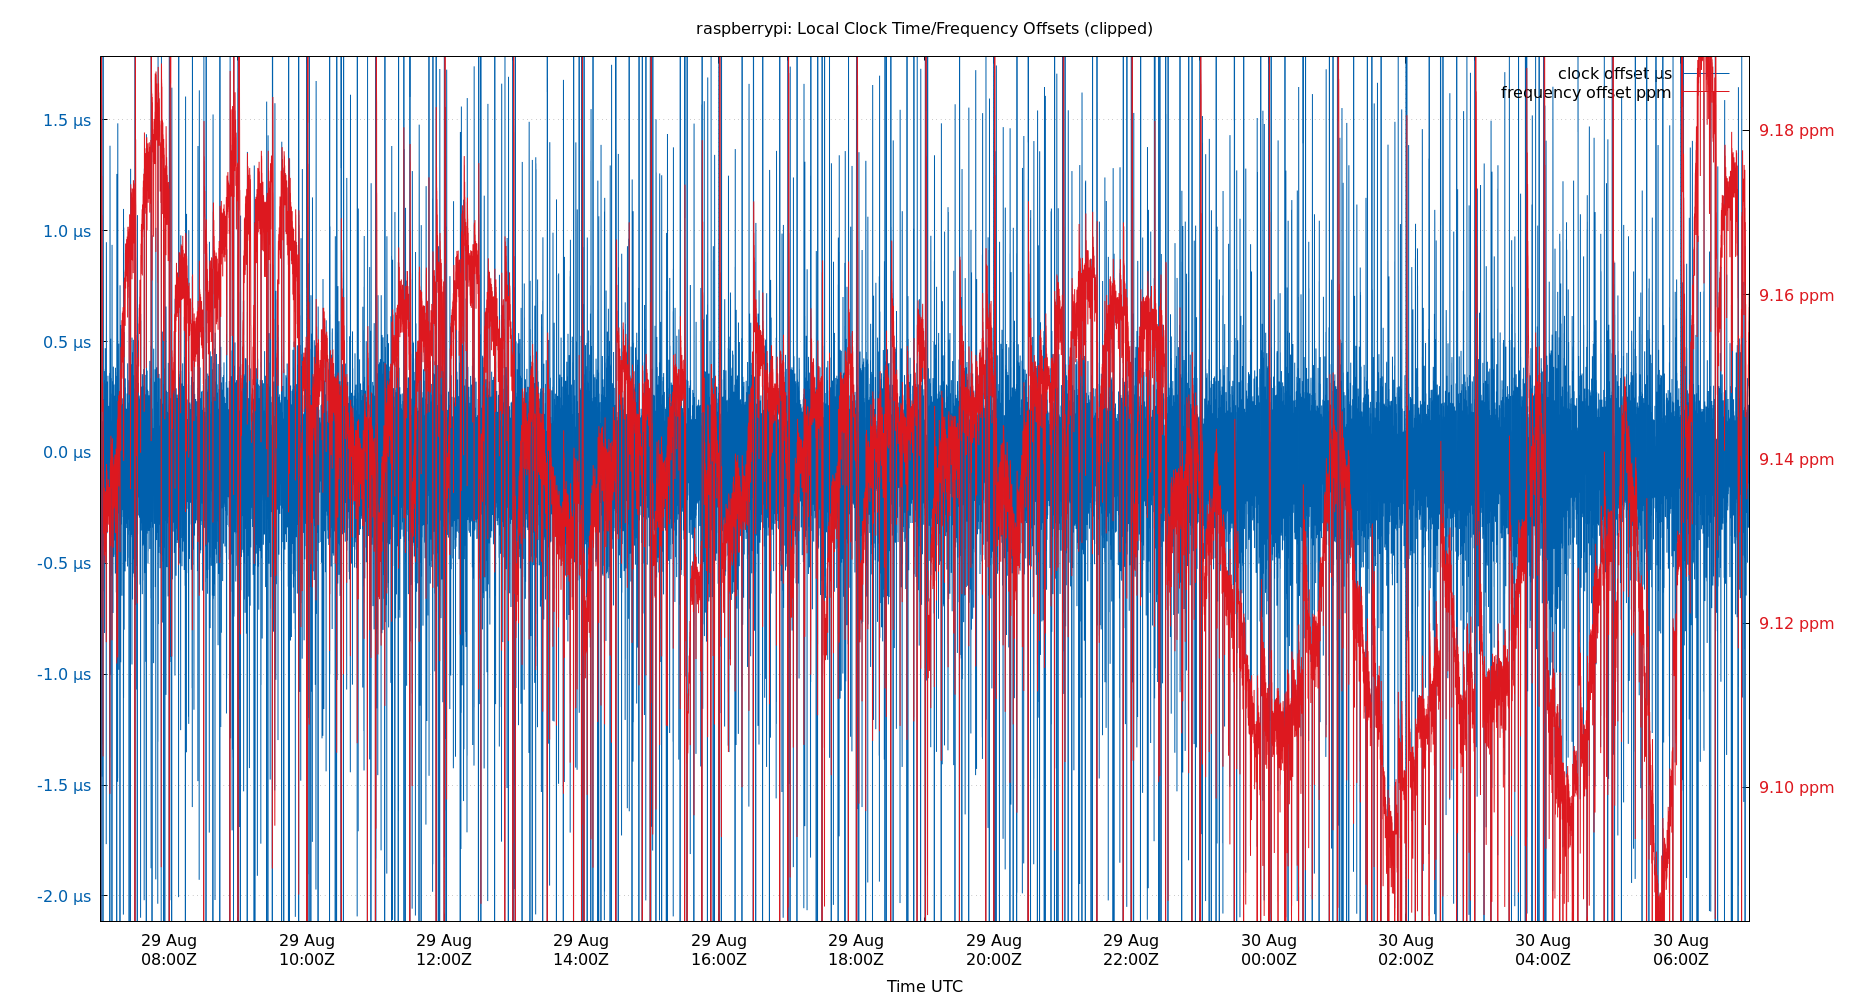 raspberrypi: Local Clock Time/Frequency Offsets (clipped)
clock offset µs
frequency offset ppm
1.5 µs
1.0 µs
0.5 µs
0.0 µs
-0.5 µs
-1.0 µs
-1.5 µs
-2.0 µs
9.18 ppm
9.16 ppm
9.14 ppm
9.12 ppm
9.10 ppm
29 Aug
08:00Z
29 Aug
10:00Z
29 Aug
12:00Z
29 Aug
14:00Z
29 Aug
16:00Z
29 Aug
18:00Z
29 Aug
20:00Z
29 Aug
22:00Z
30 Aug
00:00Z
30 Aug
02:00Z
30 Aug
04:00Z
30 Aug
06:00Z
Time UTC